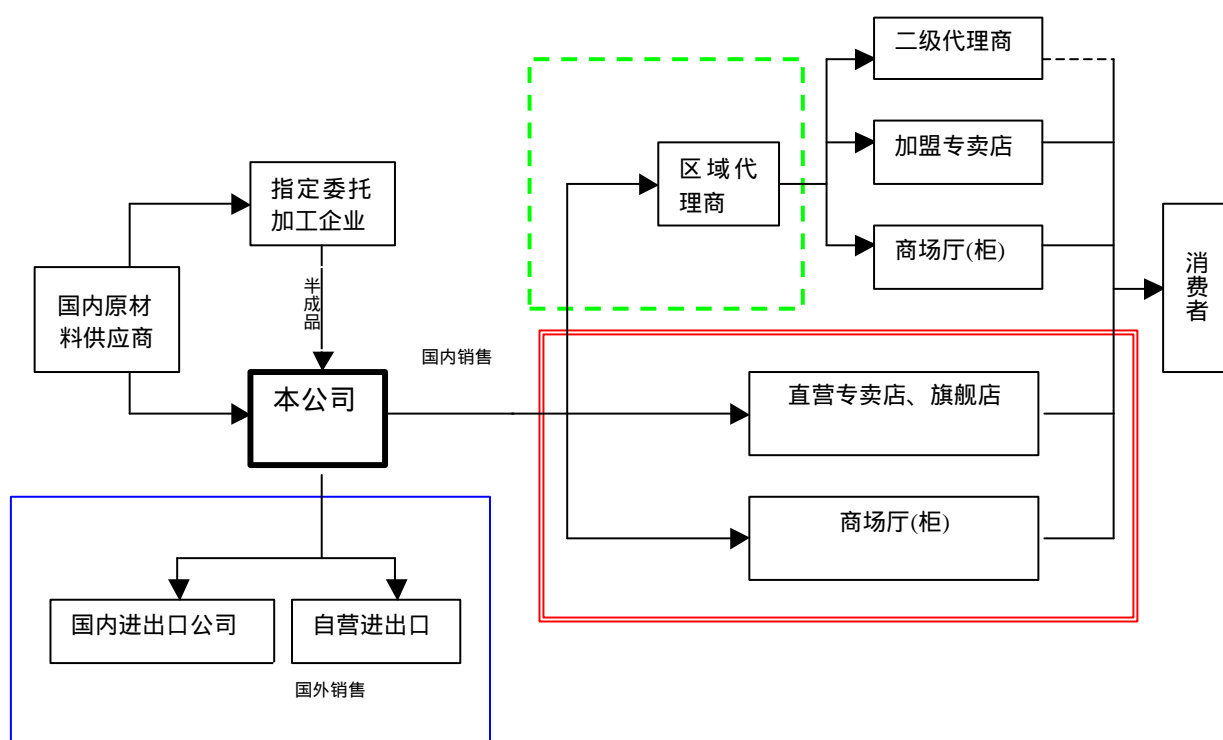 二级代理商
加盟专卖店
区域代
理商
指定委托
加工企业
商场厅(柜)
消
费
者
半
成
品
国内原材
料供应商
国内销售
本公司
直营专卖店、旗舰店
商场厅(柜)
国内进出口公司
自营进出口
国外销售